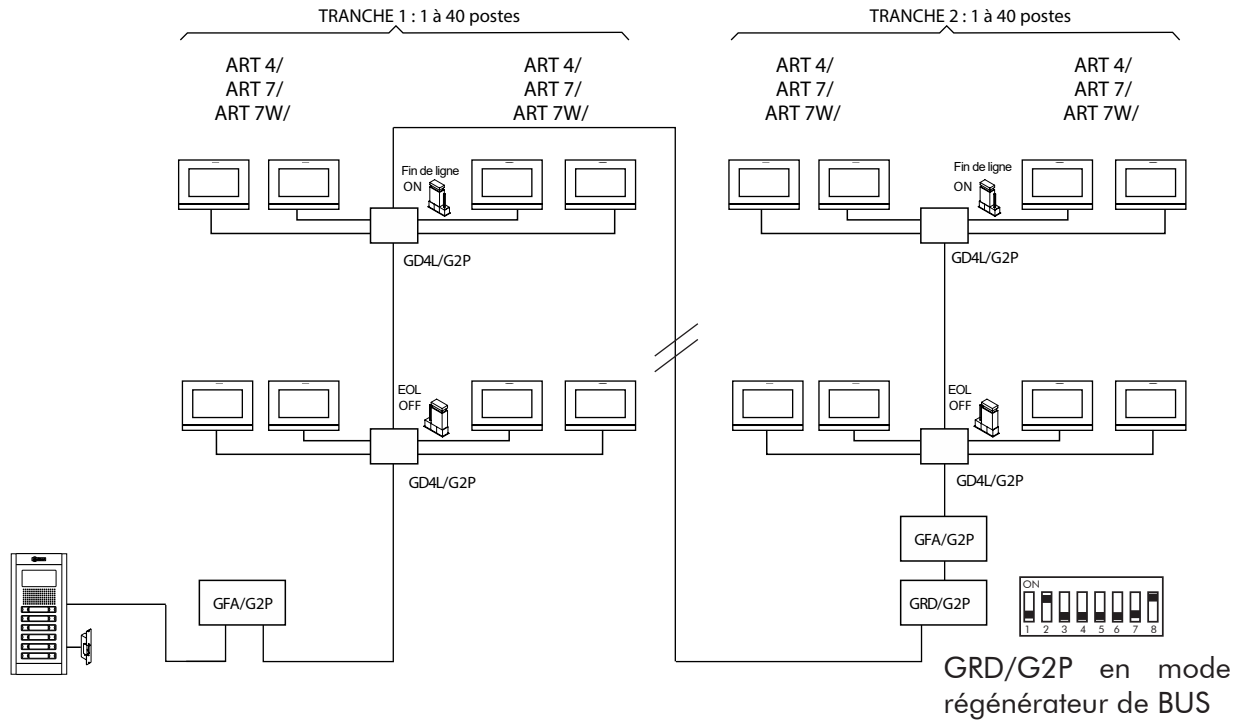 TRANCHE 1 : 1 à 40 postes
TRANCHE 2 : 1 à 40 postes
ART 4/
ART 7/
ART 7W/
ART 4/
ART 7/
ART 7W/
ART 4/
ART 7/
ART 7W/
ART 4/
ART 7/
ART 7W/
Fin de ligne
ON
GD4L/G2P
Fin de ligne
ON
GD4L/G2P
EOL
OFF
GD4L/G2P
EOL
OFF
GD4L/G2P
GFA/G2P
GFA/G2P
GRD/G2P
ON
1 2 3 4 5 6 7 8
GRD/G2P en mode
régénérateur de BUS